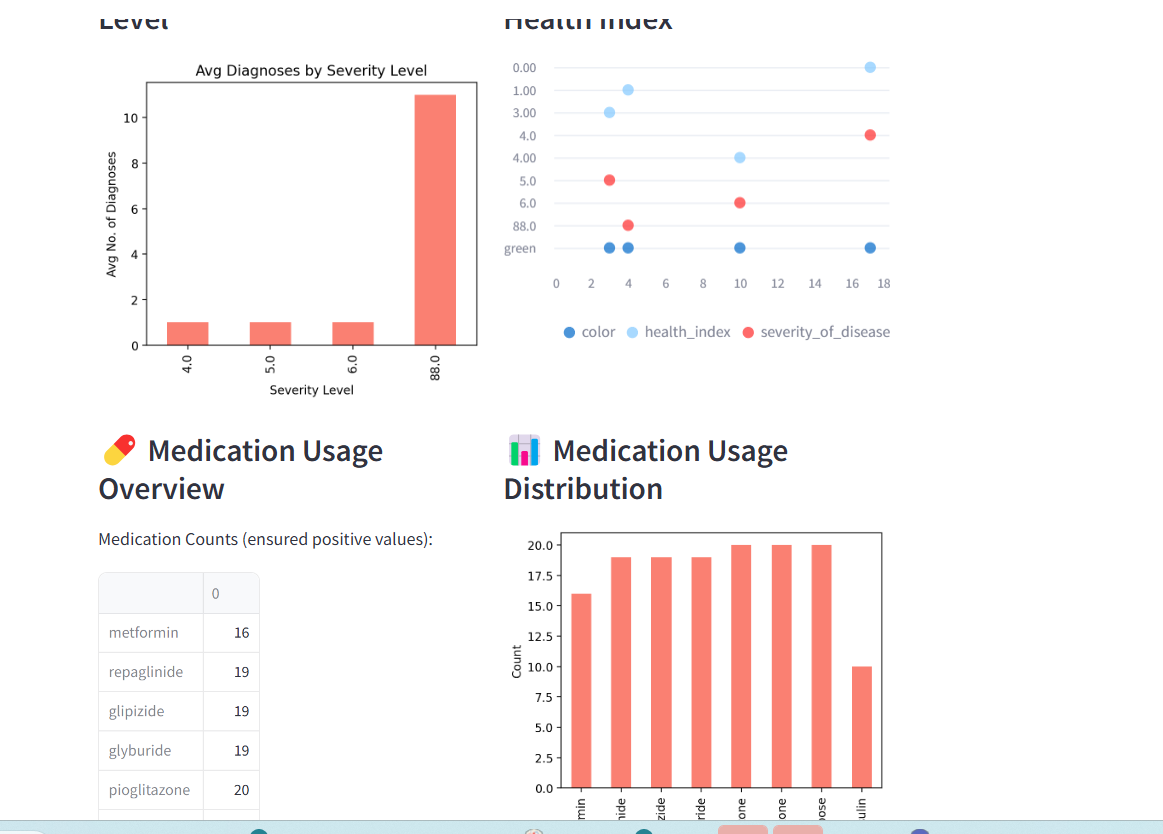 Level
Health Index
Avg Diagnoses by Severity Level
10
8
6
4
2
0
Avg No. of Diagnoses
4.0
5.0
6.0
88.0
Severity Level
0.00
1.00
3.00
4.0
4.00
5.0
6.0
88.0
green
0 2 4 6 8 10 12 14 16 18
color health_index severity_of_disease
Medication Usage
Overview
Medication Counts (ensured positive values):
0
metformin 16
repaglinide 19
glipizide 19
glyburide 19
pioglitazone 20
Medication Usage
Distribution
20.0
17.5
15.0
12.5
10.0
7.5
5.0
2.5
0.0
Count
min
nide
zide
ride
one
one
ose
ulin